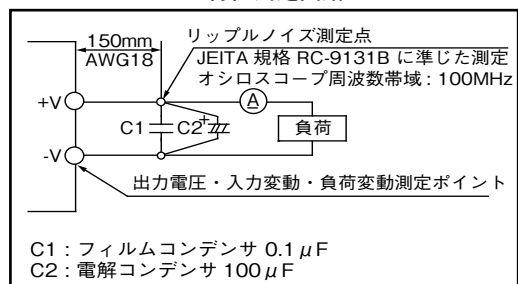 リップルノイズ測定点
150mm
AWG18
JEITA 規格 RC-9131B に準じた測定
オシロスコープ周波数帯域 : 100MHz
+V
A
C1
C2
+
負荷
-V
出力電圧・入力変動・負荷変動測定ポイント
C1 : フィルムコンデンサ 0.1μF
C2 : 電解コンデンサ 100μF